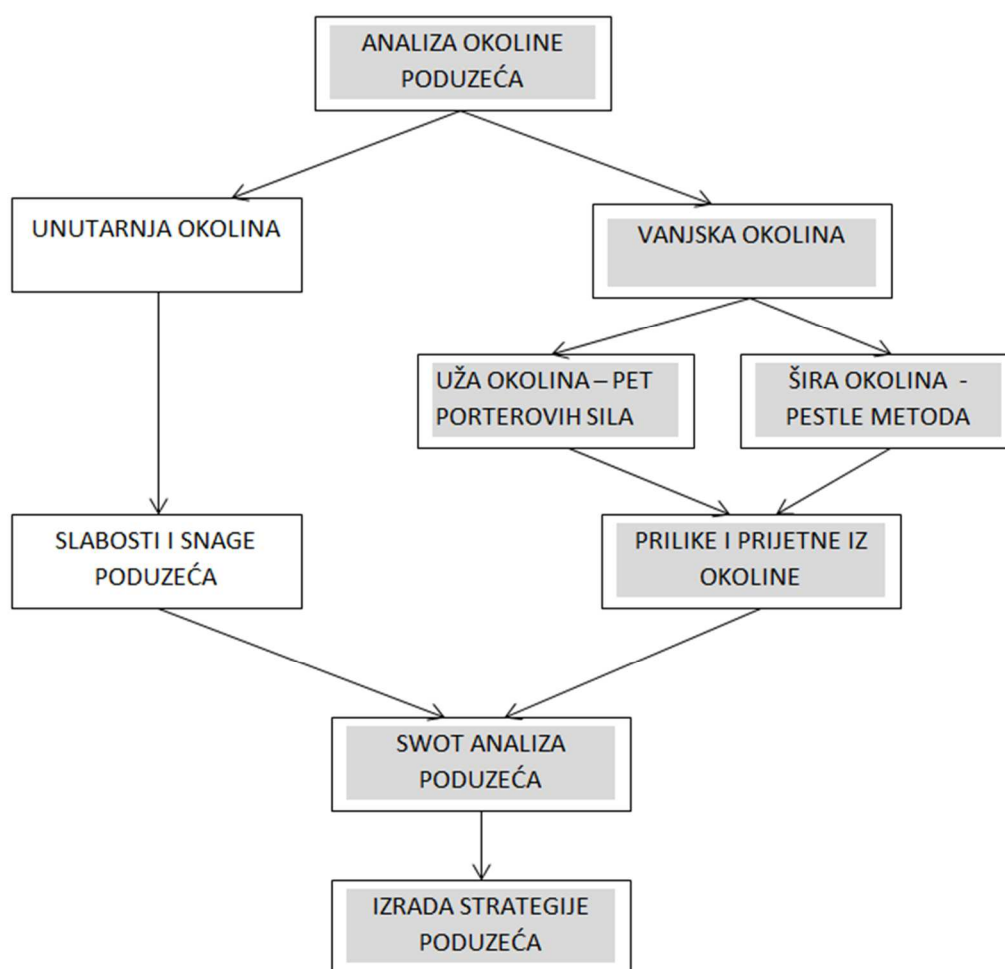 ANALIZA OKOLINE
PODUZEĆA
UNUTARNJA OKOLINA
VANJSKA OKOLINA
UŽA OKOLINA – PET
PORTEROVIH SILA
ŠIRA OKOLINA -
PESTLE METODA
SLABOSTI I SNAGE
PODUZEĆA
PRILIKE I PRIJETNE IZ
OKOLINE
SWOT ANALIZA
PODUZEĆA
IZRADA STRATEGIJE
PODUZEĆA